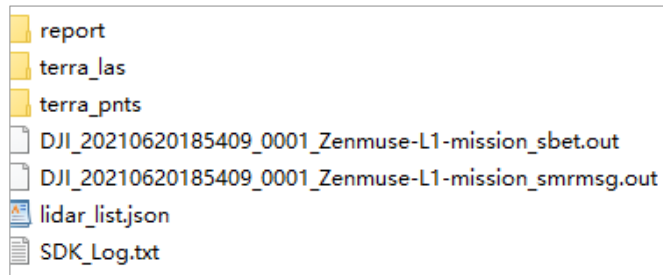 report
terra_las
terra_pnts
DJI_20210620185409_0001_Zenmuse-L1-mission_sbet.out
DJI_20210620185409_0001_Zenmuse-L1-mission_smrmsg.out
lidar_list.json
SDK_Log.txt